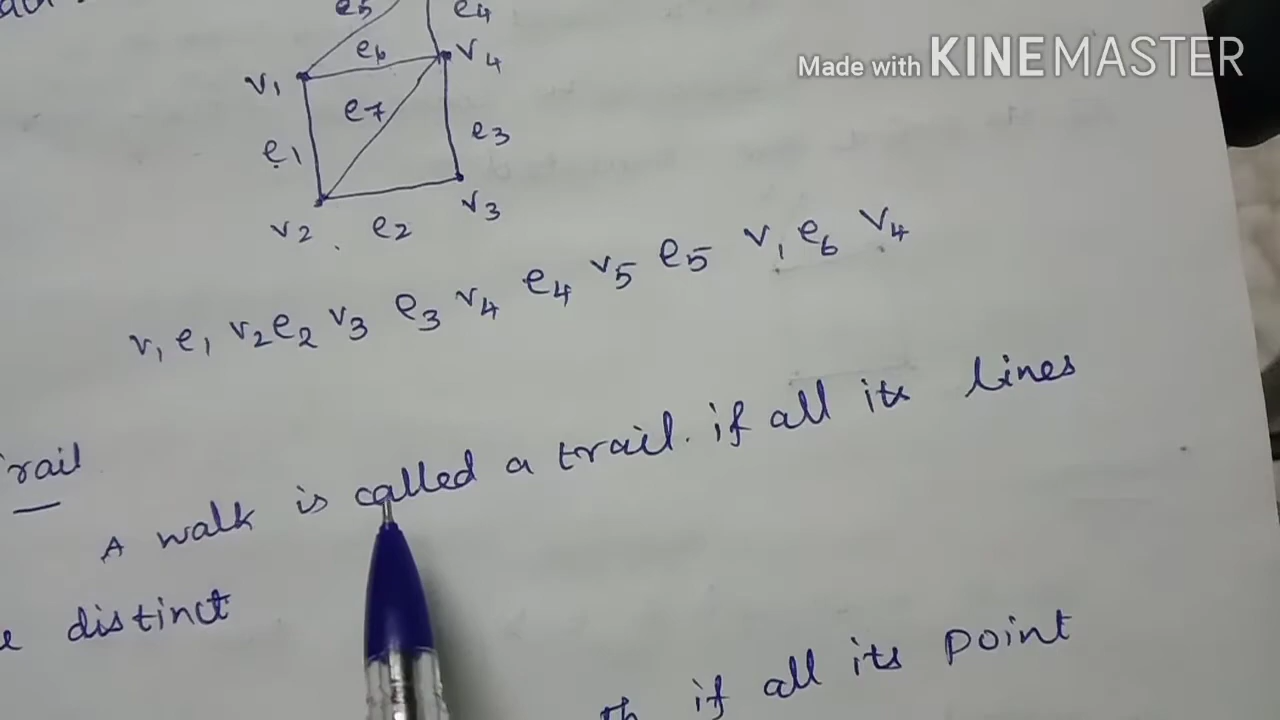 e5 e4
Made with KINEMASTER
e6 v4
v1
e7
e1 e3
v2 e2 v3
v1 e1 v2 e2 v3 e3 v4 e4 v5 e5 v1 e6 v4
rail
A walk is called a trail. if all its lines
e distinct
th if all its point